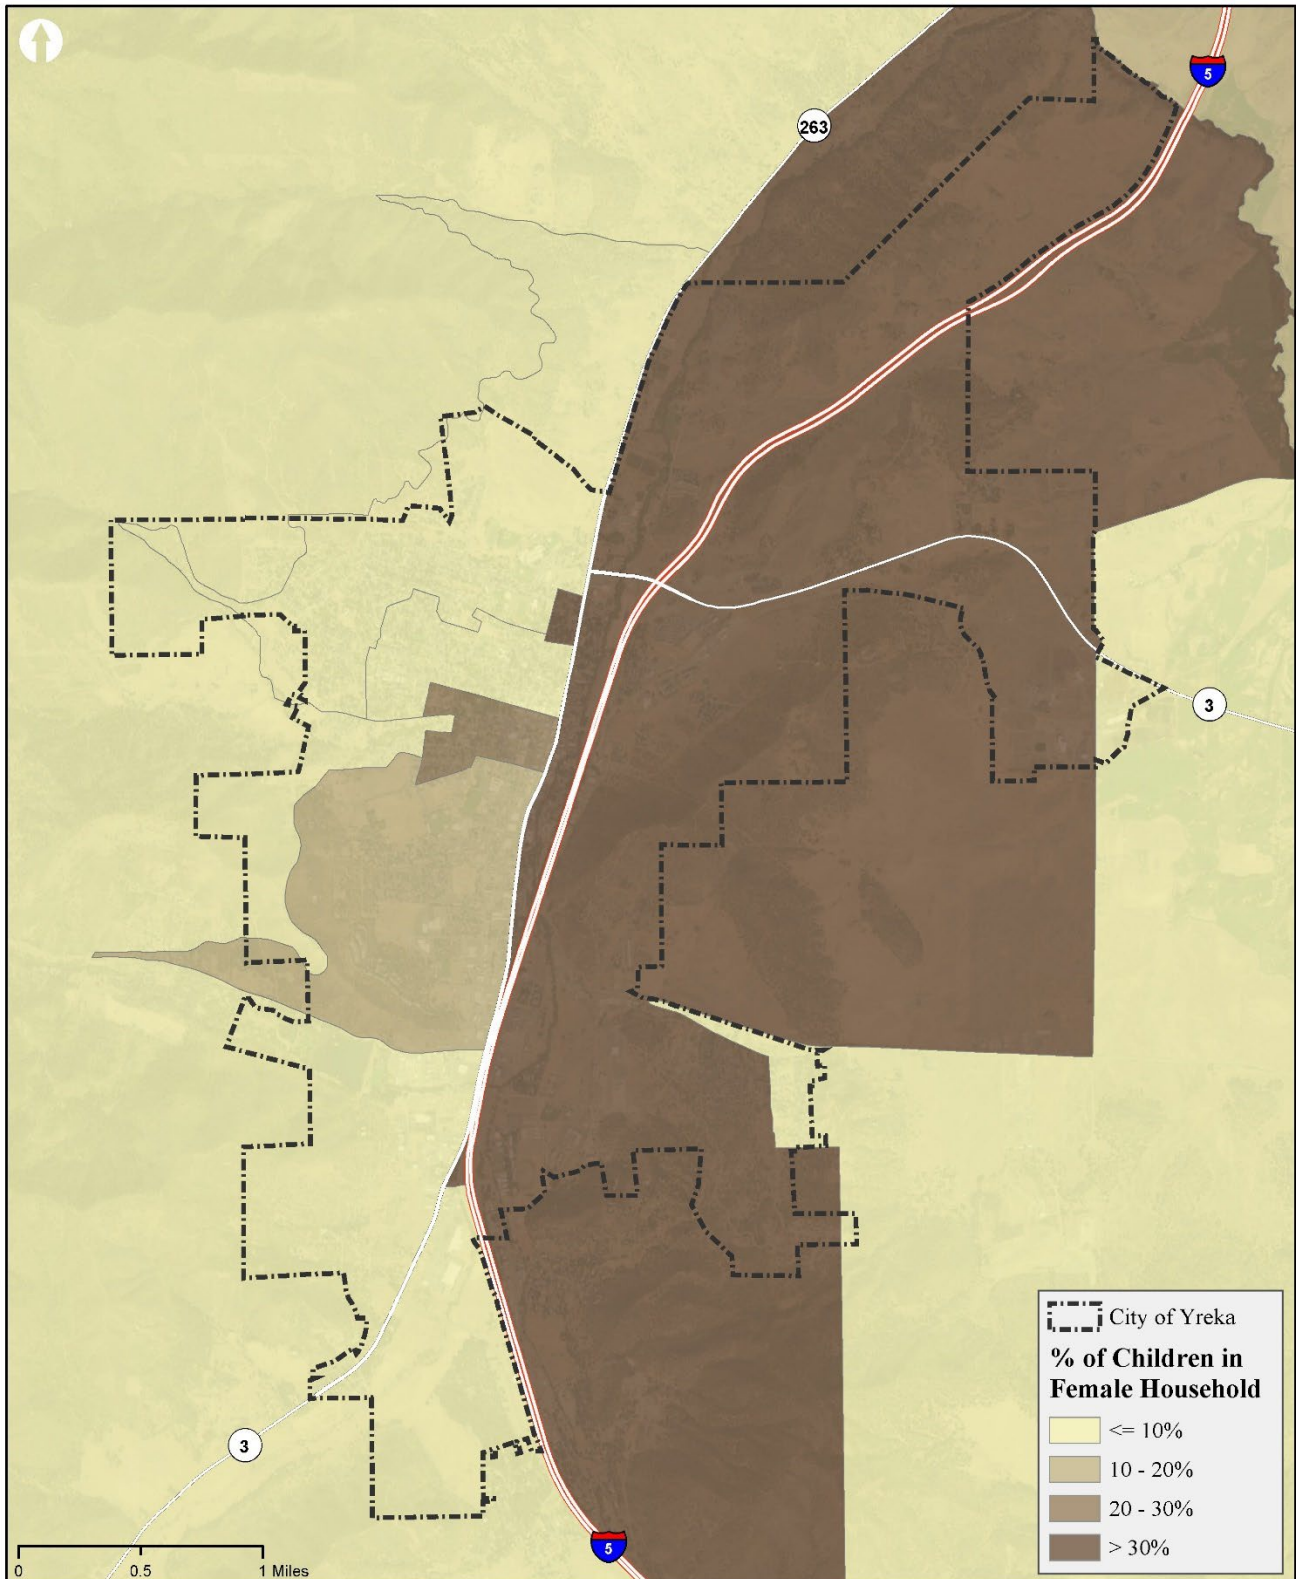 5
263
3
3
5
City of Yreka
% of Children in
Female Household
<= 10%
10 - 20%
20 - 30%
> 30%
0 0.5 1 Miles